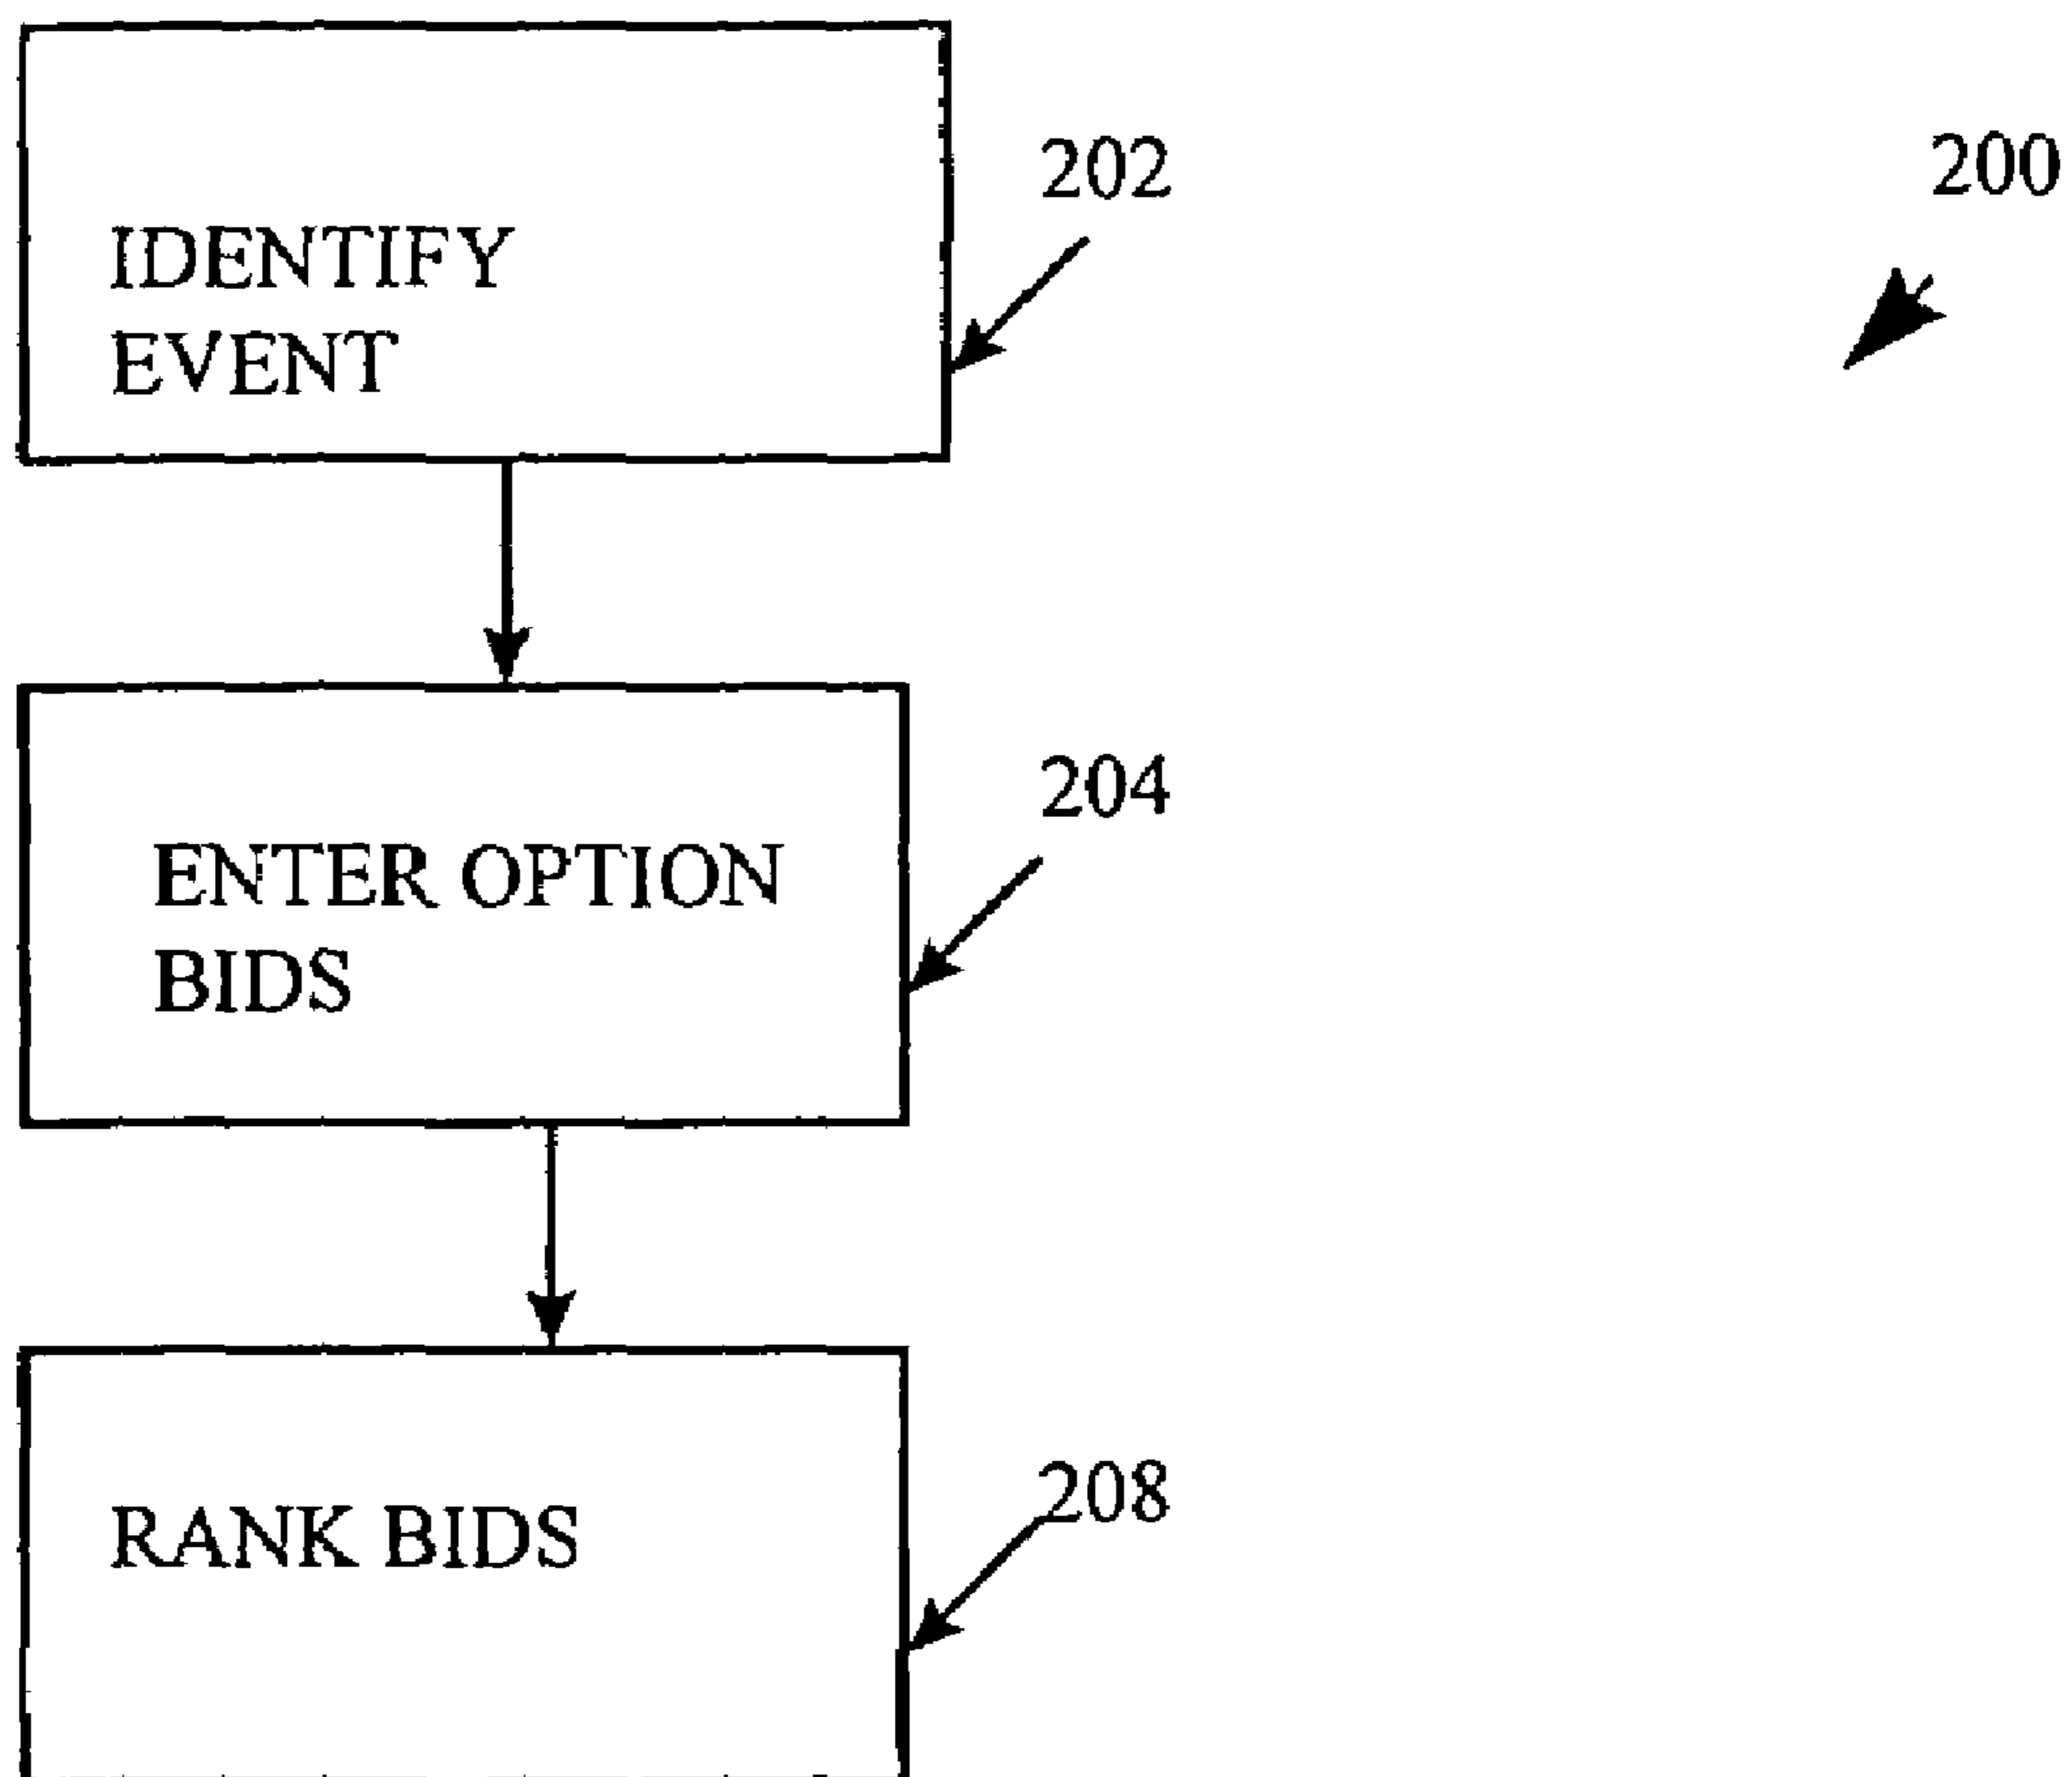 202
200
IDENTIFY
EVENT
204
ENTER OPTION
BIDS
208
RANK BIDS